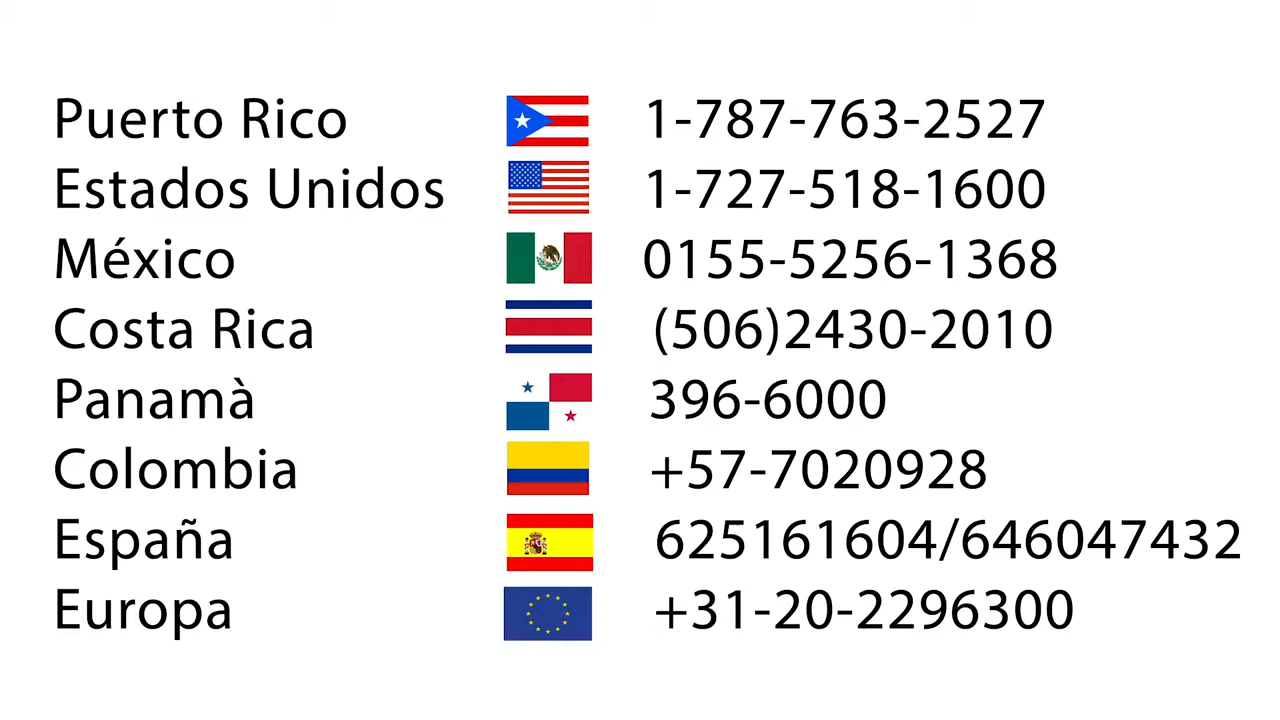 Puerto Rico 1-787-763-2527
Estados Unidos 1-727-518-1600
México 0155-5256-1368
Costa Rica (506)2430-2010
Panamà 396-6000
Colombia +57-7020928
España 625161604/646047432
Europa +31-20-2296300